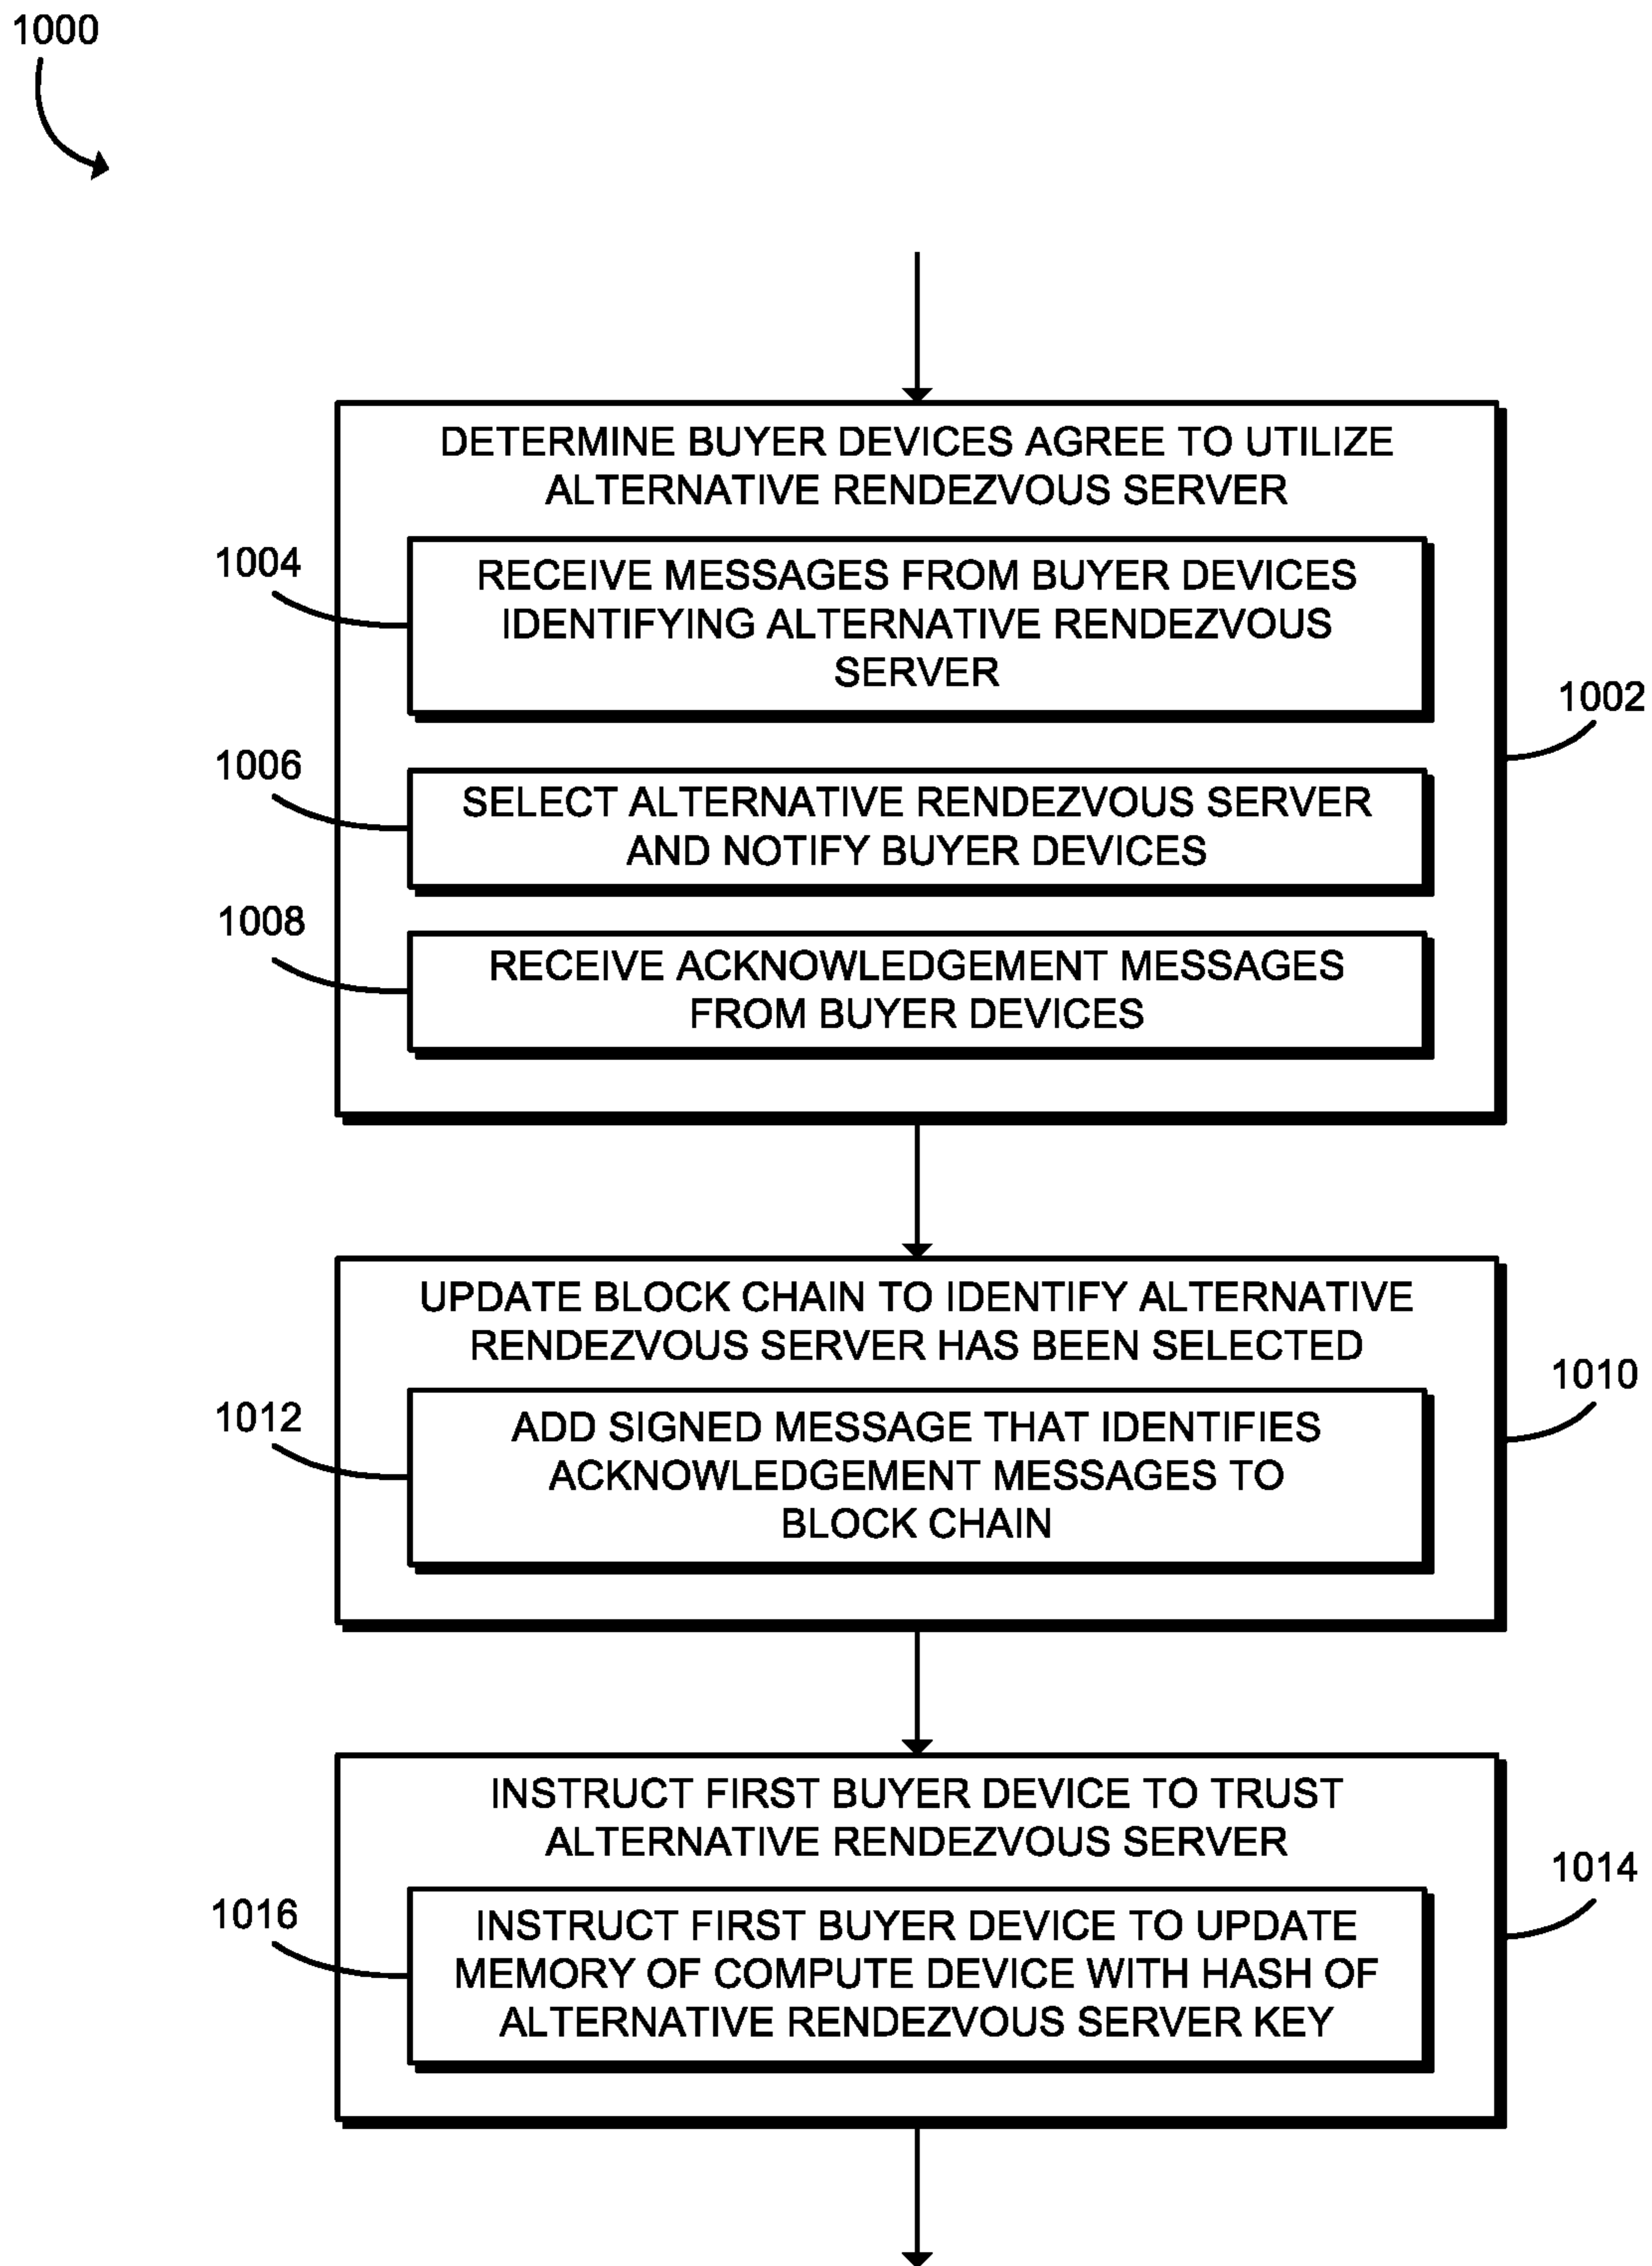 1000
DETERMINE BUYER DEVICES AGREE TO UTILIZE
ALTERNATIVE RENDEZVOUS SERVER
1004
RECEIVE MESSAGES FROM BUYER DEVICES
IDENTIFYING ALTERNATIVE RENDEZVOUS
SERVER
1002
1006
SELECT ALTERNATIVE RENDEZVOUS SERVER
AND NOTIFY BUYER DEVICES
1008
RECEIVE ACKNOWLEDGEMENT MESSAGES
FROM BUYER DEVICES
UPDATE BLOCK CHAIN TO IDENTIFY ALTERNATIVE
RENDEZVOUS SERVER HAS BEEN SELECTED
1010
1012
ADD SIGNED MESSAGE THAT IDENTIFIES
ACKNOWLEDGEMENT MESSAGES TO
BLOCK CHAIN
INSTRUCT FIRST BUYER DEVICE TO TRUST
ALTERNATIVE RENDEZVOUS SERVER
1014
1016
INSTRUCT FIRST BUYER DEVICE TO UPDATE
MEMORY OF COMPUTE DEVICE WITH HASH OF
ALTERNATIVE RENDEZVOUS SERVER KEY